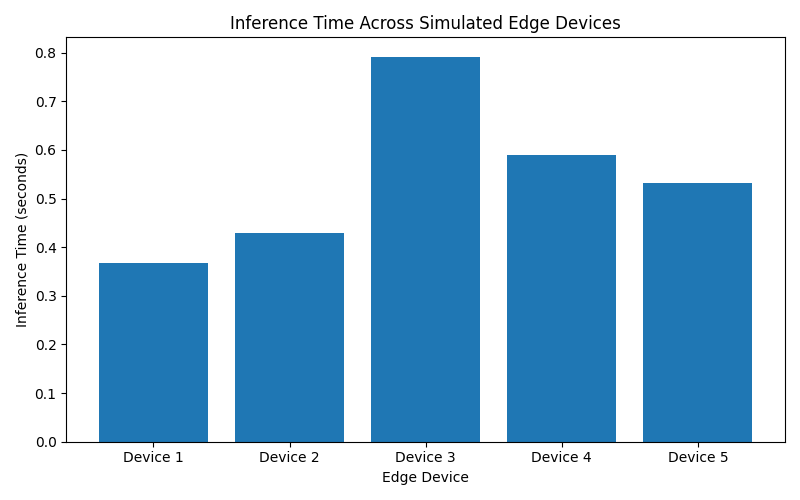 Inference Time Across Simulated Edge Devices
Inference Time (seconds)
0.8
0.7
0.6
0.5
0.4
0.3
0.2
0.1
0.0
Device 1 Device 2 Device 3 Device 4 Device 5
Edge Device